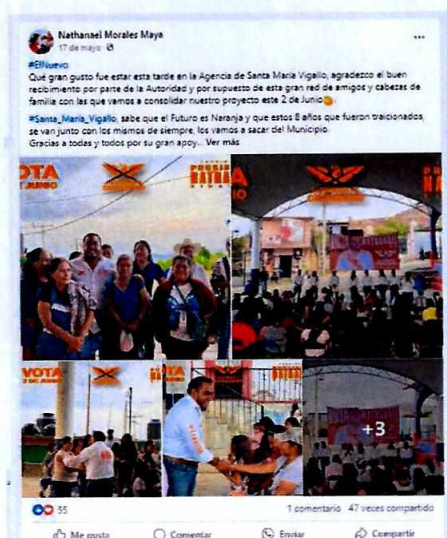 Nathanael Morales Maya
17 de mayo
#ElNuevo
Qué gran gusto fue estar esta tarde en la Agencia de Santa María Vigallo, agradezco el buen
recibimiento por parte de la Autoridad y por supuesto de esta gran red de amigos y cabezas de
familia con las que vamos a consolidar nuestro proyecto este 2 de Junio🍊.
#Santa_María_Vigallo, sabe que el Futuro es Naranja y que estos 8 años que fueron traicionados,
se van junto con los mismos de siempre, los vamos a sacar del Municipio.
Gracias a todas y todos por su gran apoy... Ver más
OTA
VOTA
+3
55
1 comentario 47 veces compartido
Me gusta
Comentar
Enviar
Compartir